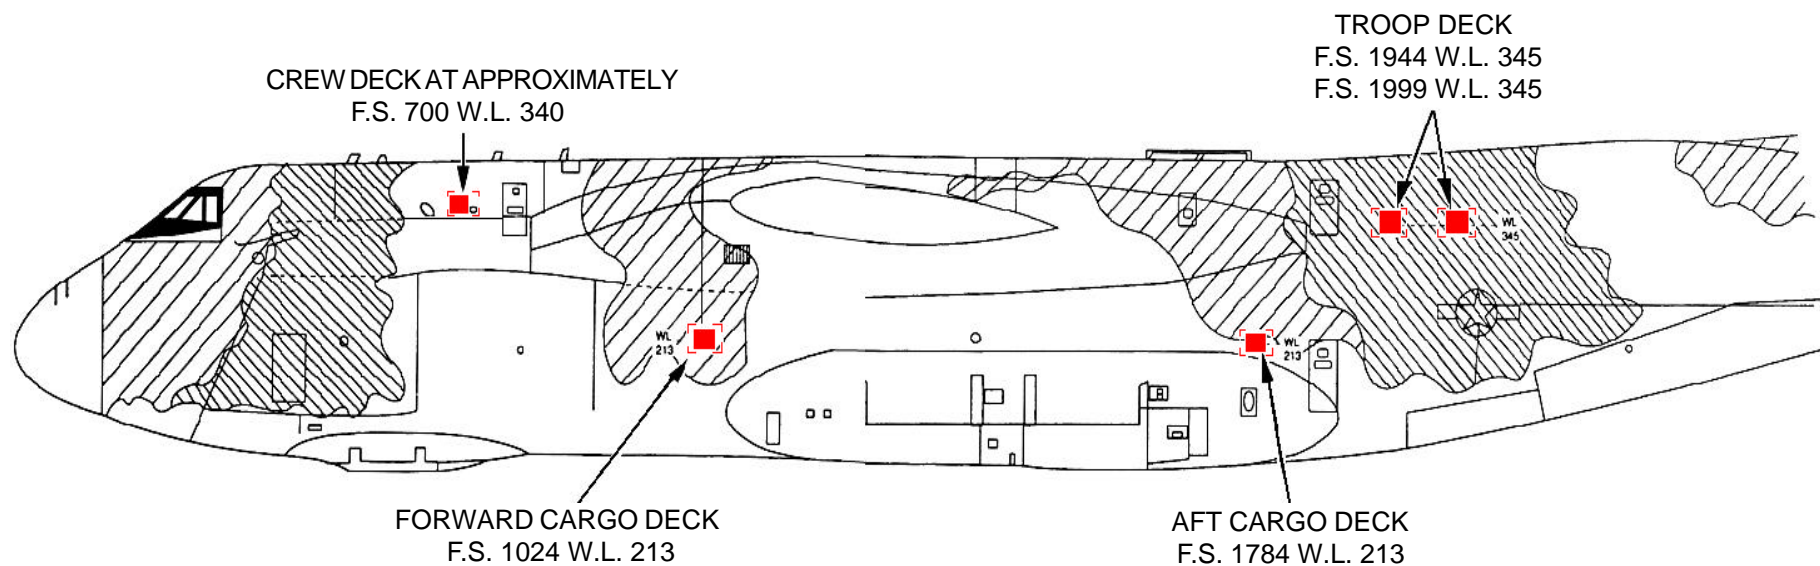 TROOP DECK
F.S. 1944 W.L. 345
F.S. 1999 W.L. 345
CREW DECK AT APPROXIMATELY
F.S. 700 W.L. 340
WL
345
WL
213
WL
213
FORWARD CARGO DECK
F.S. 1024 W.L. 213
AFT CARGO DECK
F.S. 1784 W.L. 213